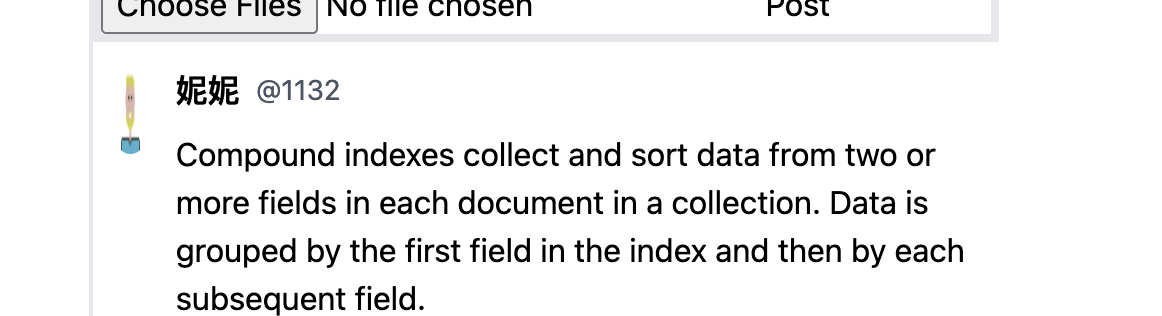 Choose Files No file chosen Post
妮妮 @1132
Compound indexes collect and sort data from two or
more fields in each document in a collection. Data is
grouped by the first field in the index and then by each
subsequent field.